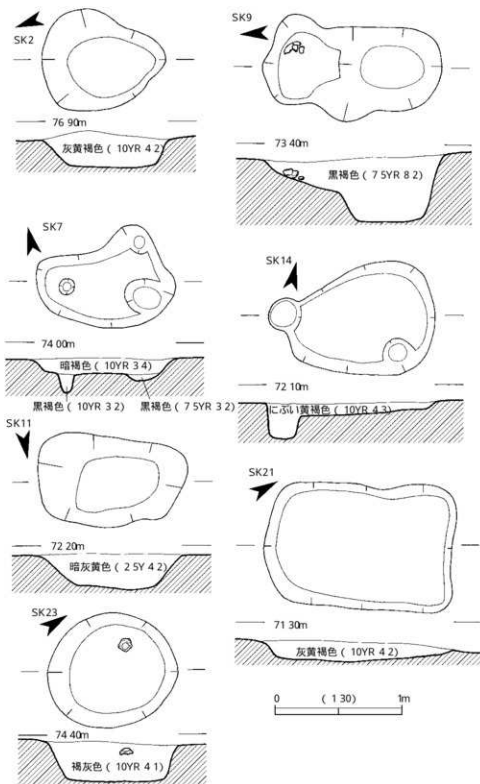 SK2
76 90m
灰黄褐色 ( 10YR 4 2)
SK7
74 00m
暗褐色 ( 10YR 3 4)
黒褐色 (10YR 3 2)
黒褐色 ( 7 5YR 3 2)
SK11
72 20m
暗灰黄色 ( 2 5Y 4 2)
SK23
74 40m
褐灰色 ( 10YR 4 1)
SK9
73 40m
黒褐色 ( 7 5YR 8 2)
SK14
72 10m
にぶい黄褐色 ( 10YR 4 3)
SK21
71 30m
灰黄褐色 ( 10YR 4 2)
0 ( 1 30) 1m